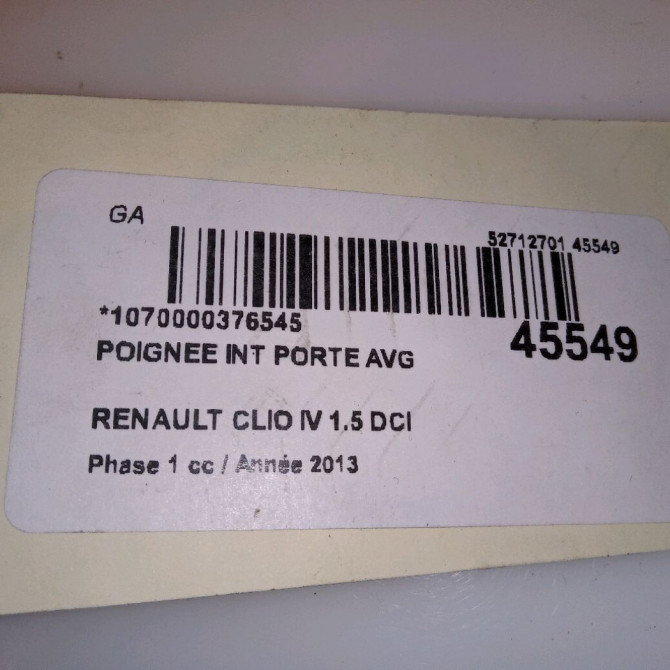 GA
52712701 45549
*1070000376545
45549
POIGNEE INT PORTE AVG
RENAULT CLIO IV 1.5 DCI
Phase 1 cc / Année 2013